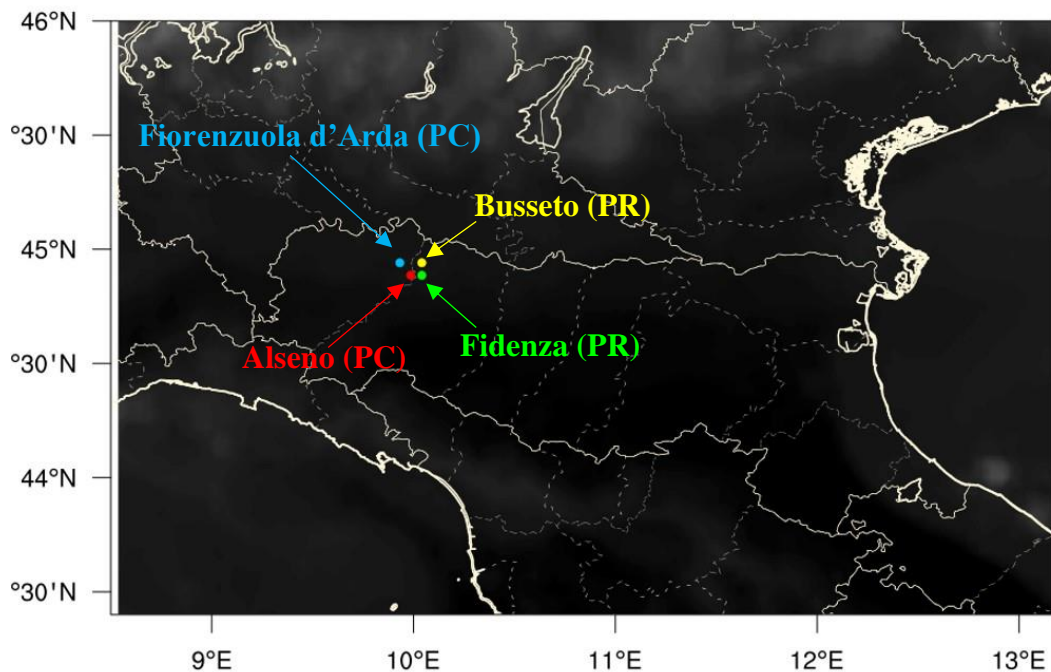 46°N
°30'N
Fiorenzuola d'Arda (PC)
Busseto (PR)
45°N
Alseno (PC)
Fidenza (PR)
°30'N
44°N
°30'N
9°E
10°E
11°E
12°E
13°E